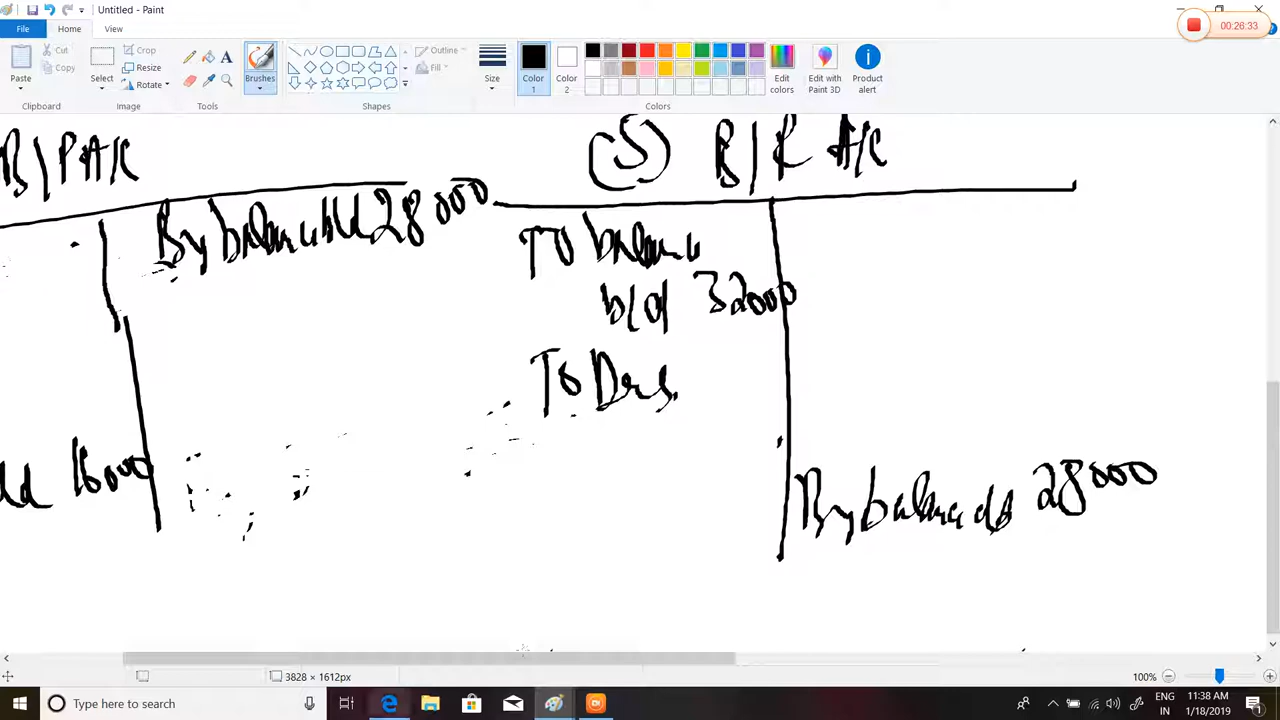 Untitled - Paint
00:26:33
File
Home
View
Paste
Cut
Copy
Select
Crop
Resize
Rotate
Brushes
Outline
Fill
Size
Color 1
Color 2
Edit colors
Edit with Paint 3D
Product alert
Clipboard
Image
Tools
Shapes
Colors
B/P A/c
(5) B/R A/c
By balance b/d 28000
To balance
b/d 32000
To Drs.
16000
By balance c/d 28000
3828 × 1612px
100%
Type here to search
ENG
IN
11:38 AM
1/18/2019